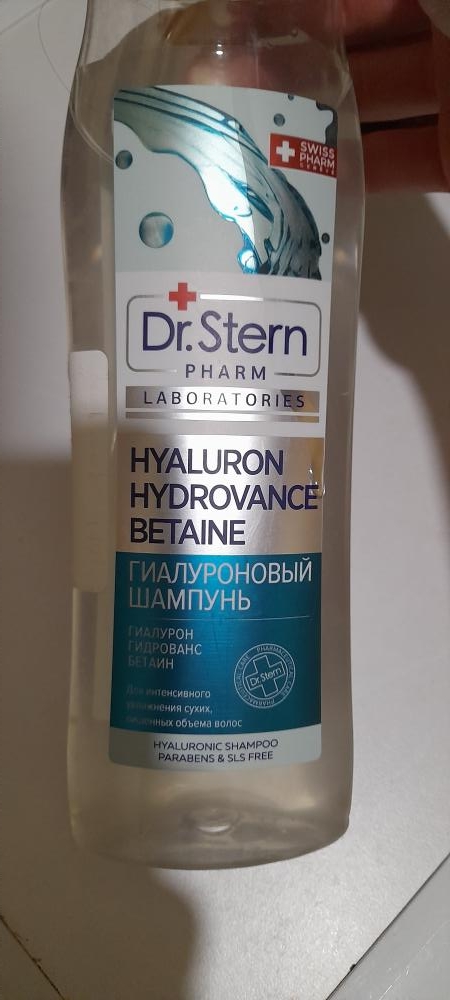 SWISS
PHARM
Dr.Stern
PHARM
LABORATORIES
HYALURON
HYDROVANCE
BETAINE
ГИАЛУРОНОВЫЙ
ШАМПУНЬ
ГИАЛУРОН
ГИДРОВАНС
БЕТАИН
Dr.Stern
Для интенсивного
увлажнения сухих,
лишенных объема волос
HYALURONIC SHAMPOO
PARABENS & SLS FREE